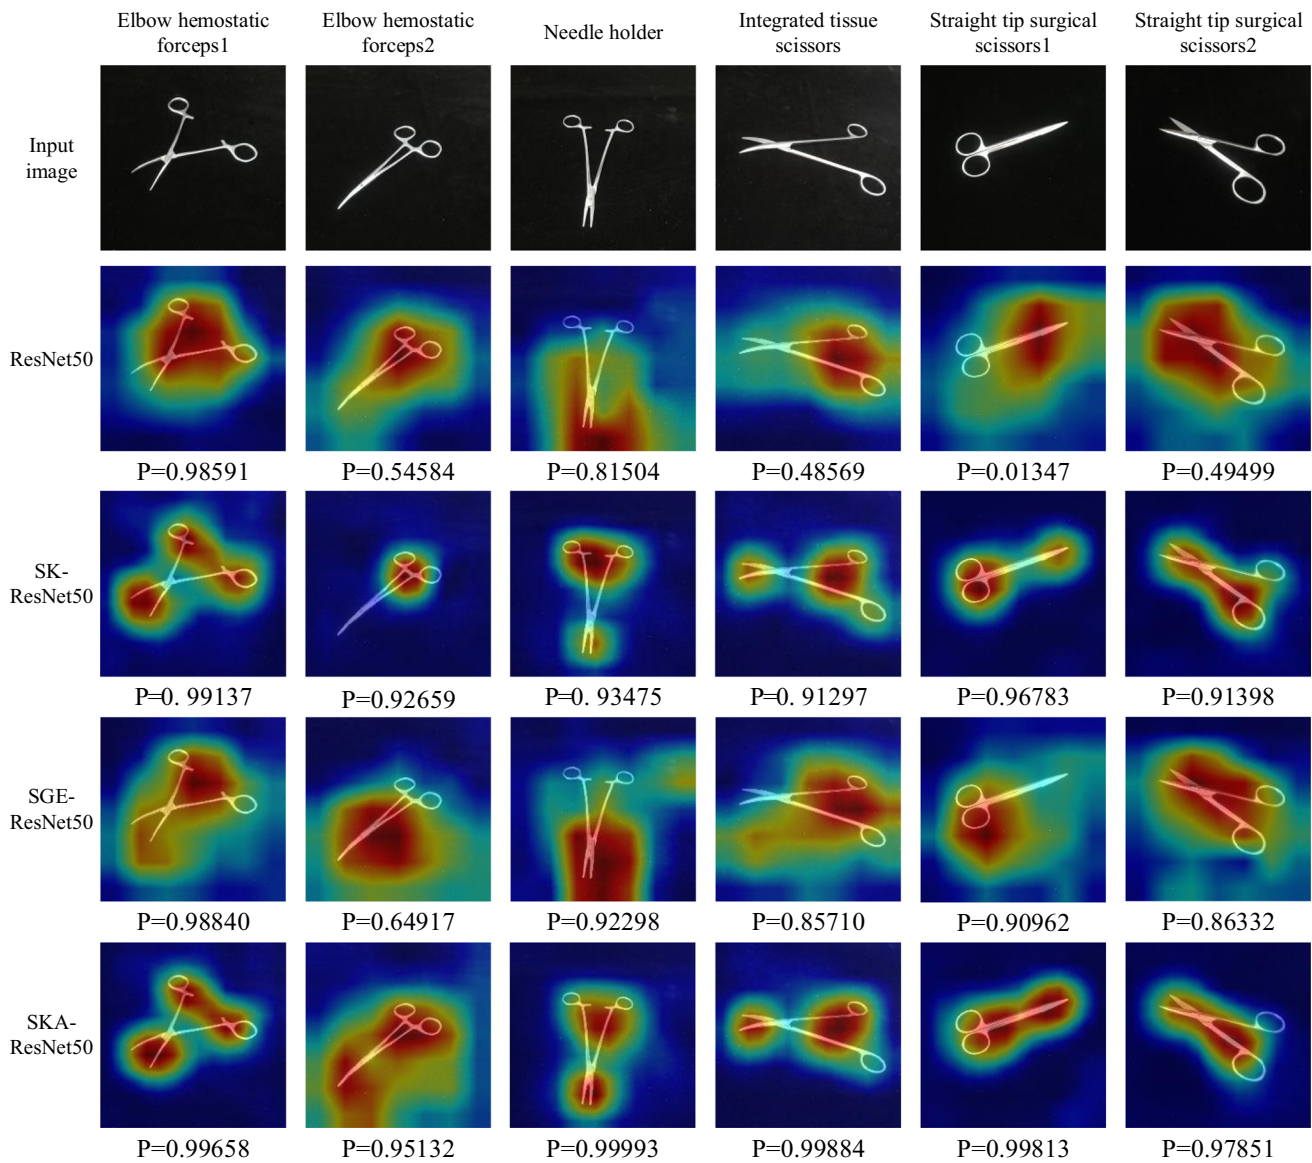 Elbow hemostatic
forceps1
Elbow hemostatic
forceps2
Needle holder
Integrated tissue
scissors
Straight tip surgical
scissors1
Straight tip surgical
scissors2
Input
image
ResNet50
P=0.98591
P=0.54584
P=0.81504
P=0.48569
P=0.01347
P=0.49499
SK-
ResNet50
P=0. 99137
P=0.92659
P=0. 93475
P=0. 91297
P=0.96783
P=0.91398
SGE-
ResNet50
P=0.98840
P=0.64917
P=0.92298
P=0.85710
P=0.90962
P=0.86332
SKA-
ResNet50
P=0.99658
P=0.95132
P=0.99993
P=0.99884
P=0.99813
P=0.97851